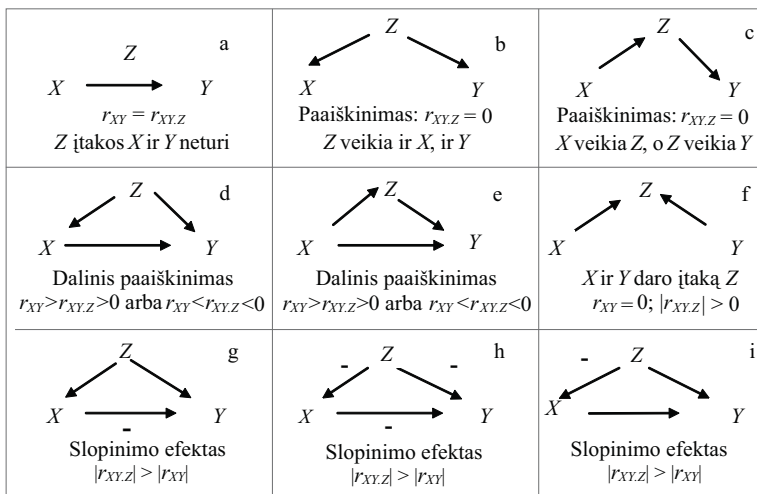 a
Z
X Y
r_XY = r_XY.Z
Z įtakos X ir Y neturi
b
Z
X Y
Paaiškinimas: r_XY.Z = 0
Z veikia ir X, ir Y
c
Z
X Y
Paaiškinimas: r_XY.Z = 0
X veikia Z, o Z veikia Y
d
Z
X Y
Dalinis paaiškinimas
r_XY>r_XY.Z>0 arba r_XY<r_XY.Z<0
e
Z
X Y
Dalinis paaiškinimas
r_XY>r_XY.Z>0 arba r_XY<r_XY.Z<0
f
Z
X Y
X ir Y daro įtaką Z
r_XY = 0; |r_XY.Z| > 0
g
Z
X Y
-
Slopinimo efektas
|r_XY.Z| > |r_XY|
h
- Z -
X Y
-
Slopinimo efektas
|r_XY.Z| > |r_XY|
i
- Z
X Y
Slopinimo efektas
|r_XY.Z| > |r_XY|